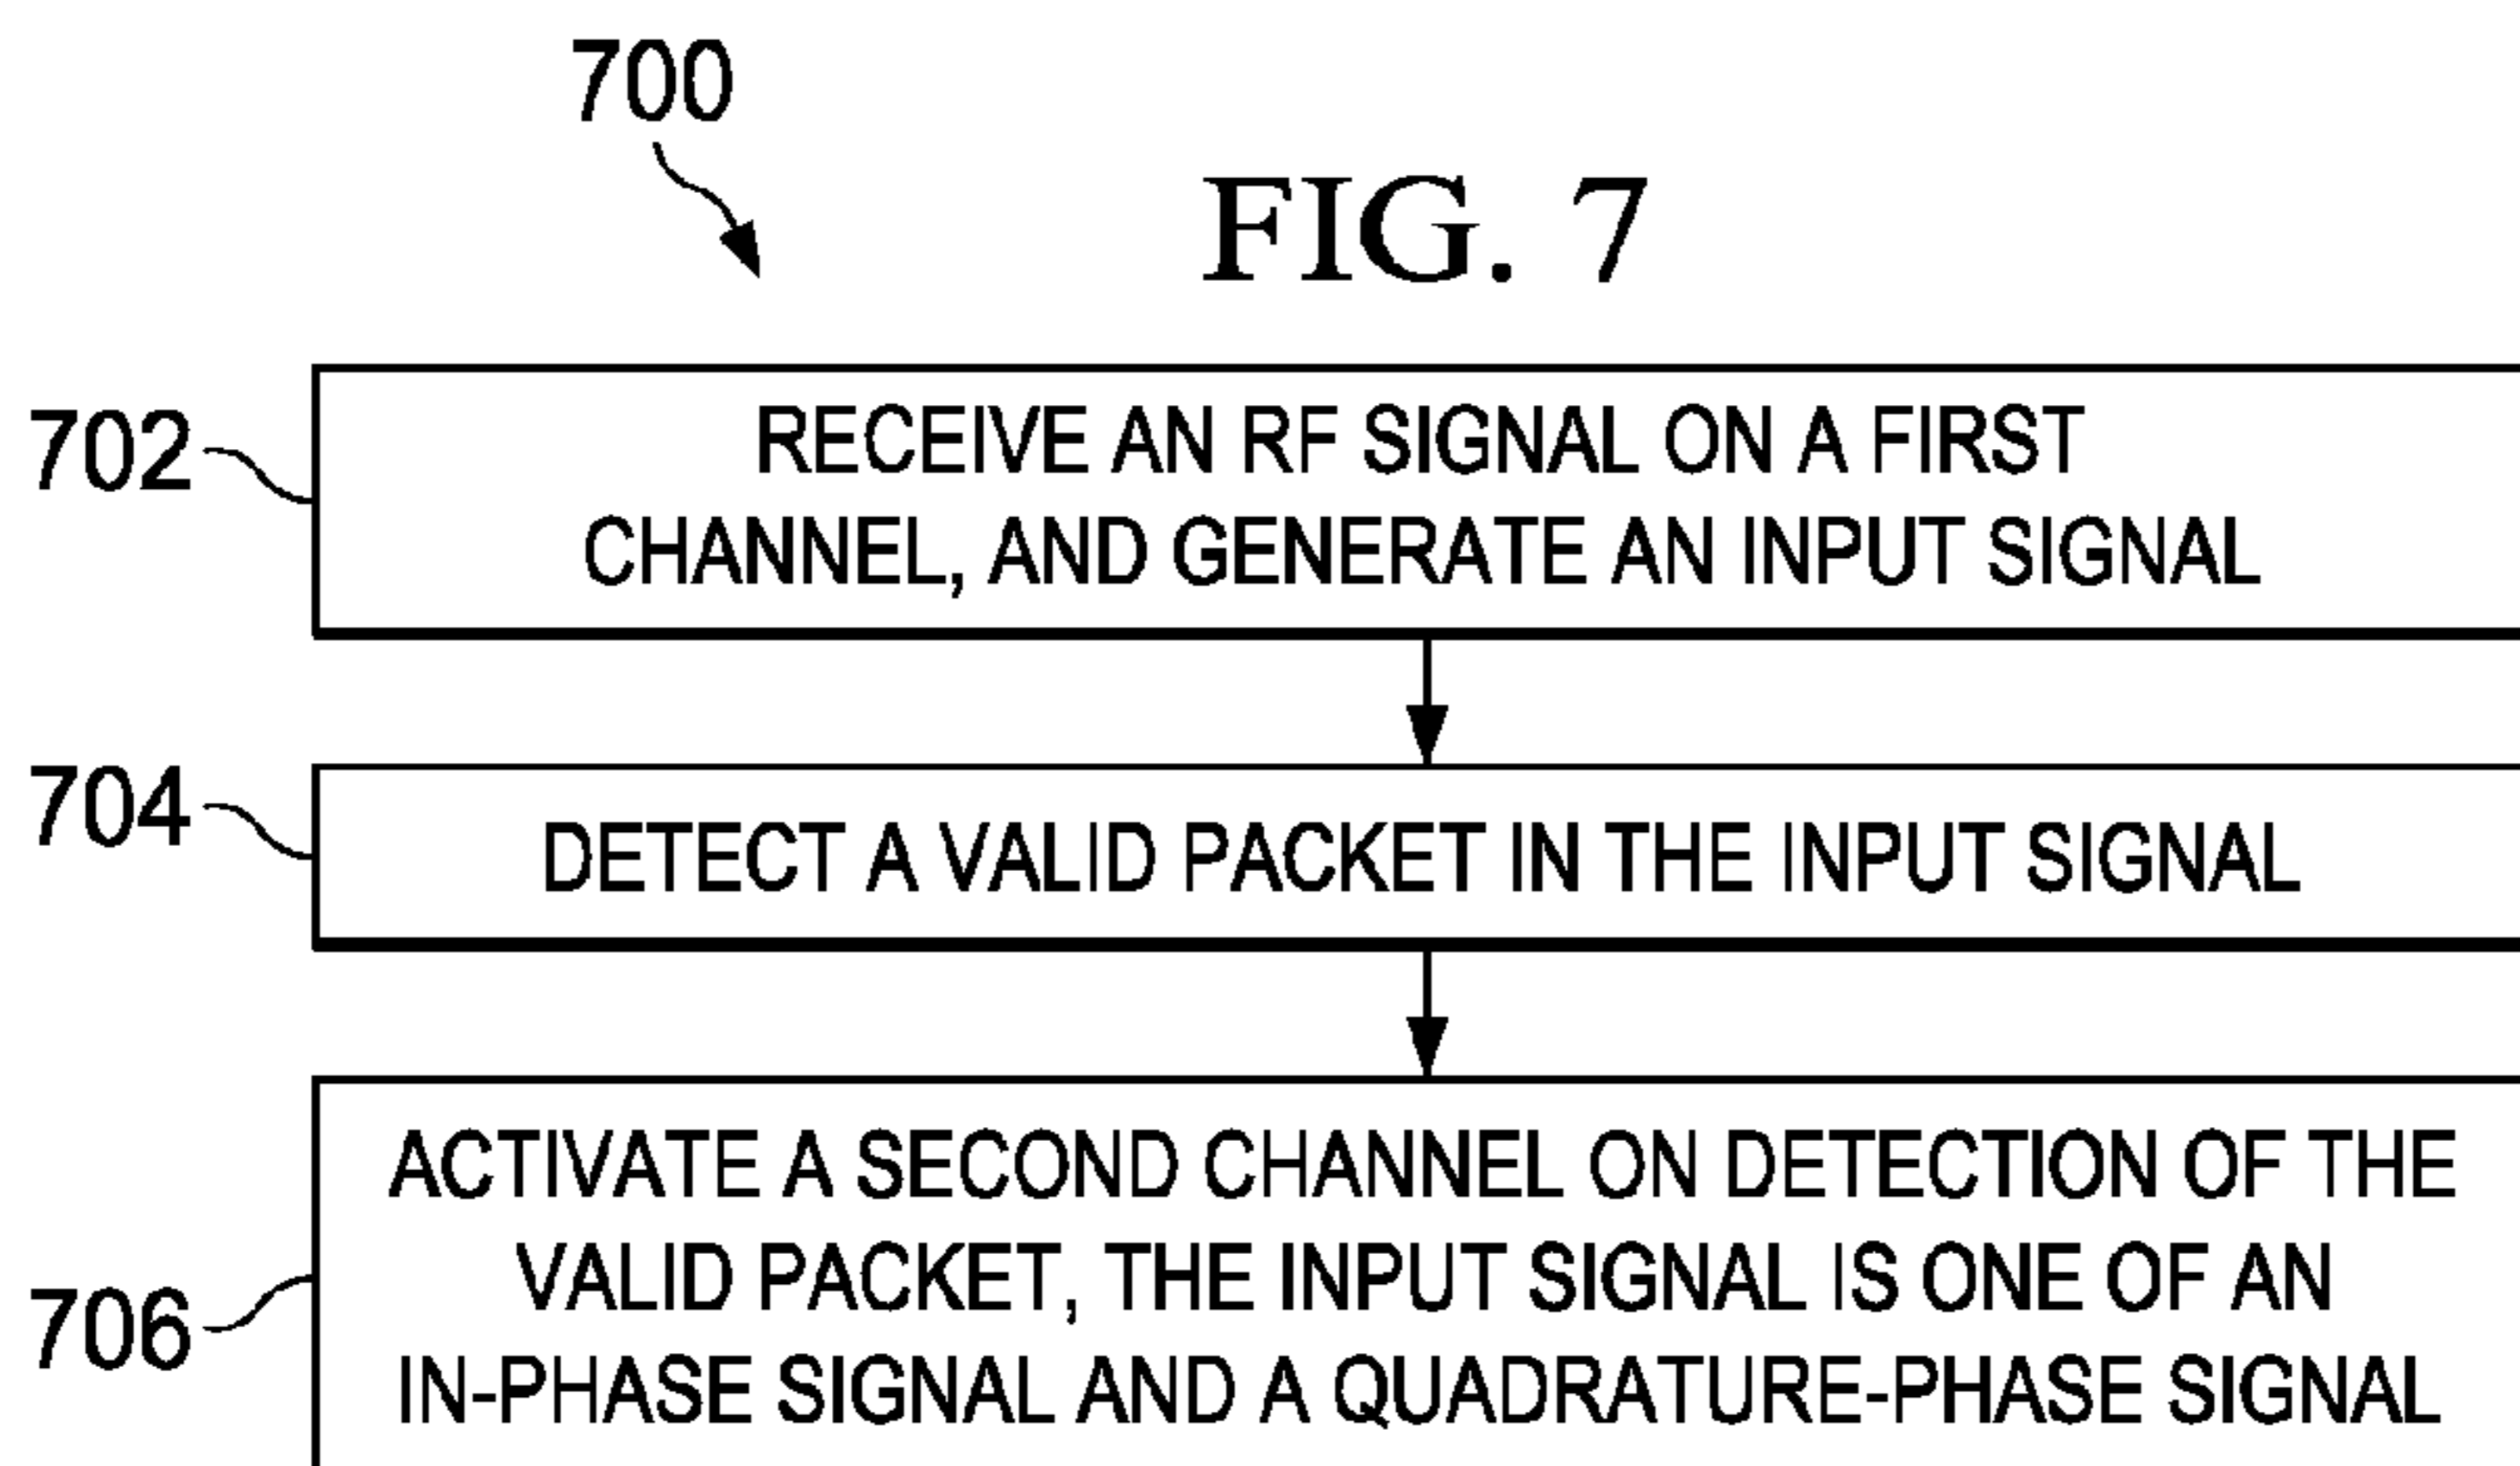 700
FIG. 7
702
RECEIVE AN RF SIGNAL ON A FIRST
CHANNEL, AND GENERATE AN INPUT SIGNAL
704
DETECT A VALID PACKET IN THE INPUT SIGNAL
706
ACTIVATE A SECOND CHANNEL ON DETECTION OF THE
VALID PACKET, THE INPUT SIGNAL IS ONE OF AN
IN-PHASE SIGNAL AND A QUADRATURE-PHASE SIGNAL